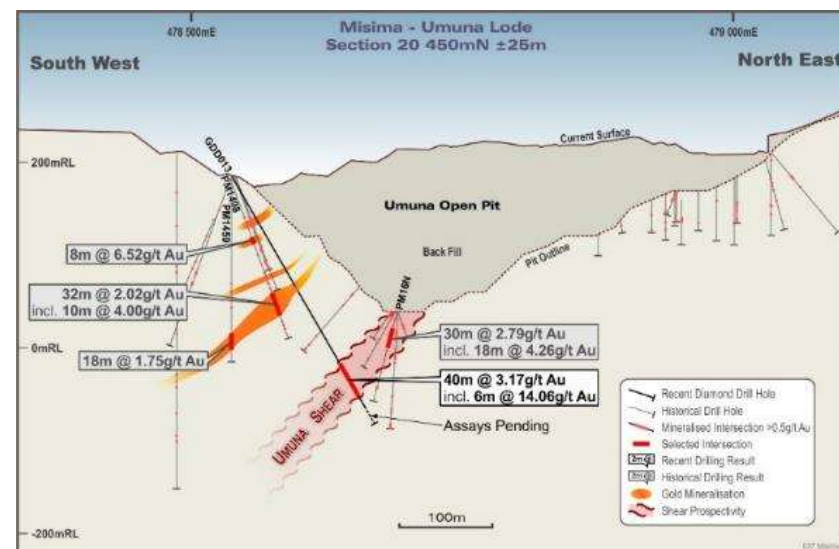 Misima - Umuna Lode
Section 20 450mN ±25m
478 500mE
479 000mE
South West
North East
Current Surface
200mRL
GDD013
PM1408
PM1459
Umuna Open Pit
Back Fill
Pit Outline
8m @ 6.52g/t Au
32m @ 2.02g/t Au
incl. 10m @ 4.00g/t Au
PM16N
0mRL
18m @ 1.75g/t Au
30m @ 2.79g/t Au
incl. 18m @ 4.26g/t Au
40m @ 3.17g/t Au
incl. 6m @ 14.06g/t Au
UMUNA SHEAR
Assays Pending
Recent Diamond Drill Hole
Historical Drill Hole
Mineralised Intersection >0.5g/t Au
Selected Intersection
2m @ Recent Drilling Result
2m @ Historical Drilling Result
Gold Mineralisation
Shear Prospectivity
100m
-200mRL